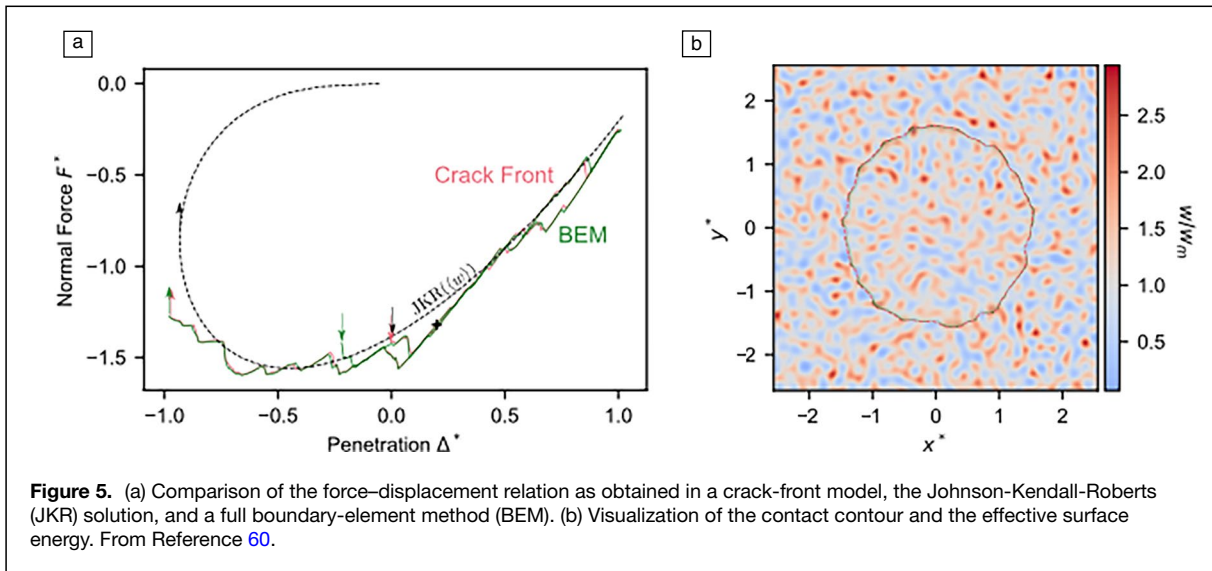 a
b
0.0
−0.5
−1.0
−1.5
Normal Force F*
Crack Front
BEM
JKR(⟨w⟩)
−1.0
−0.5
0.0
0.5
1.0
Penetration Δ*
2
1
0
−1
−2
y*
−2
−1
0
1
2
x*
2.5
2.0
1.5
1.0
0.5
w/wm
Figure 5. (a) Comparison of the force–displacement relation as obtained in a crack-front model, the Johnson-Kendall-Roberts
(JKR) solution, and a full boundary-element method (BEM). (b) Visualization of the contact contour and the effective surface
energy. From Reference 60.